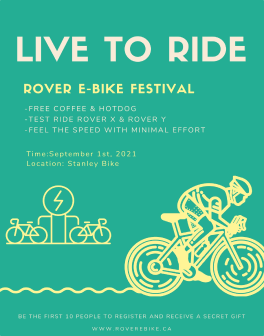 LIVE TO RIDE
ROVER E-BIKE FESTIVAL
-FREE COFFEE & HOTDOG
-TEST RIDE ROVER X & ROVER Y
-FEEL THE SPEED WITH MINIMAL EFFORT
Time:September 1st, 2021
Location: Stanley Bike
BE THE FIRST 10 PEOPLE TO REGISTER AND RECEIVE A SECRET GIFT
WWW.ROVEREBIKE.CA